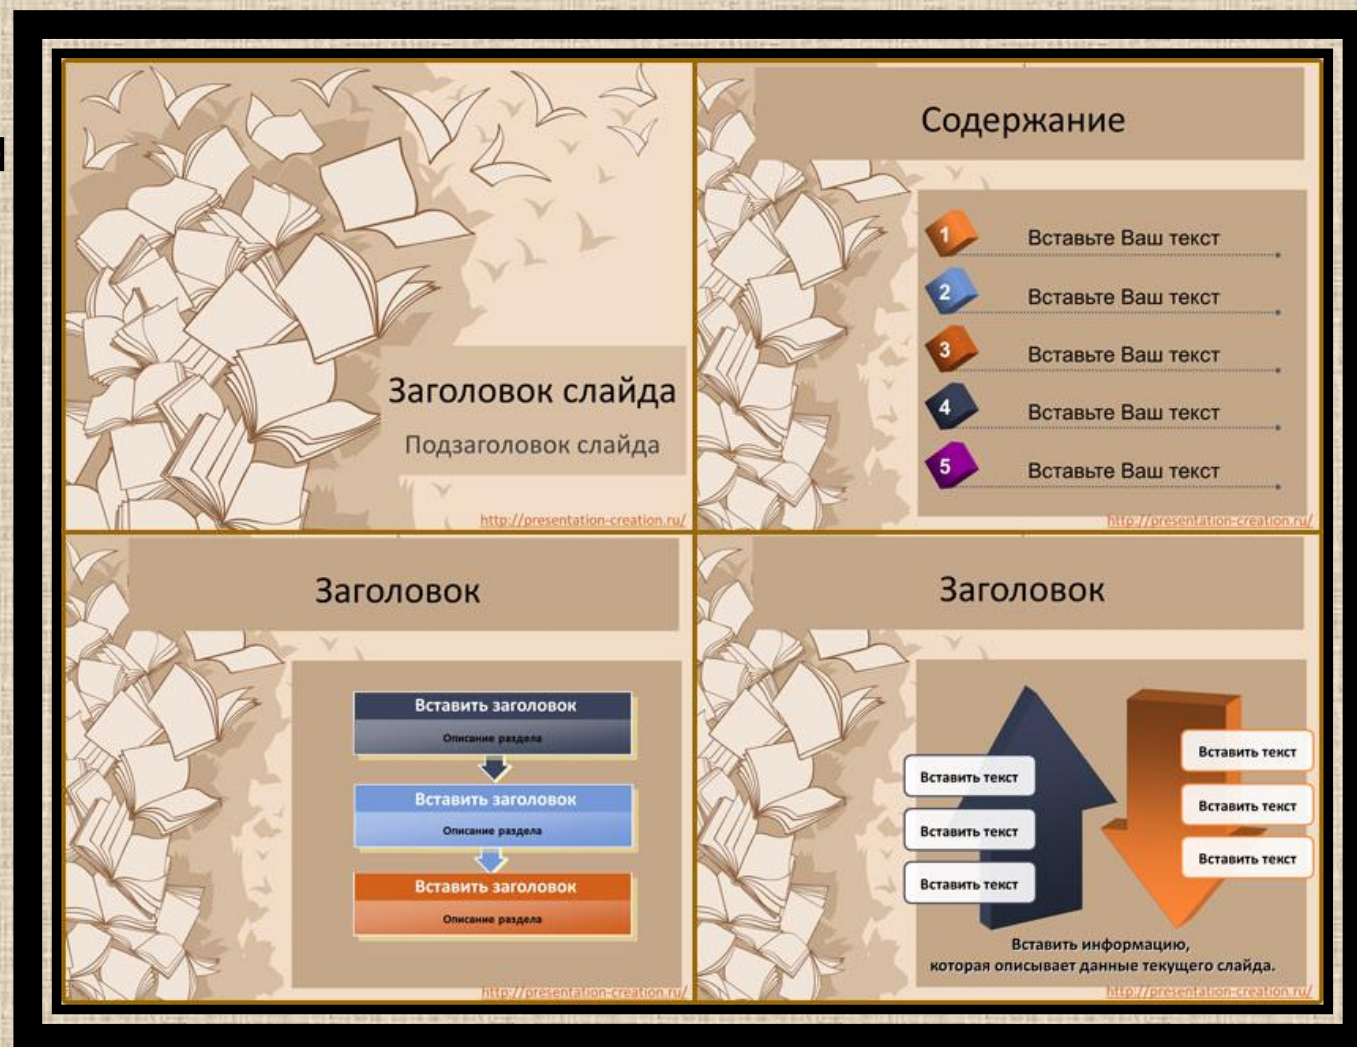 Заголовок слайда
Подзаголовок слайда
http://presentation-creation.ru/
Содержание
1 Вставьте Ваш текст
2 Вставьте Ваш текст
3 Вставьте Ваш текст
4 Вставьте Ваш текст
5 Вставьте Ваш текст
http://presentation-creation.ru/
Заголовок
Вставить заголовок
Описание раздела
Вставить заголовок
Описание раздела
Вставить заголовок
Описание раздела
http://presentation-creation.ru/
Заголовок
Вставить текст
Вставить текст
Вставить текст
Вставить текст
Вставить текст
Вставить текст
Вставить информацию,
которая описывает данные текущего слайда.
http://presentation-creation.ru/